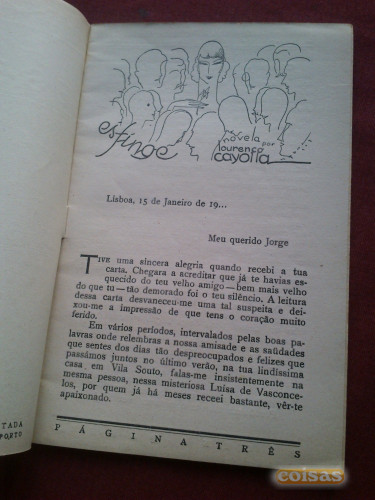 esfinge
novela por
lourenço
cayolla
Lisboa, 15 de Janeiro de 19...
Meu querido Jorge
TIVE uma sincera alegria quando recebi a tua
carta. Chegara a acreditar que já te havias es-
quecido do teu velho amigo—bem mais velho
do que tu—tão demorado foi o teu silêncio. A leitura
dessa carta desvaneceu-me uma tal suspeita e dei-
xou-me a impressão de que tens o coração muito
ferido.
Em vários períodos, intervalados pelas boas pa-
lavras onde relembras a nossa amisade e as saüdades
que sentes dos dias tão despreocupados e felizes que
passámos juntos no último verão, na tua lindíssima
casa em Vila Souto, falas-me insistentemente na
mesma pessoa, nessa misteriosa Luísa de Vasconce-
los, por quem já há meses receei bastante, vêr-te
apaixonado.
PÁGINA TRÊS
TADA
PORTO
coisas